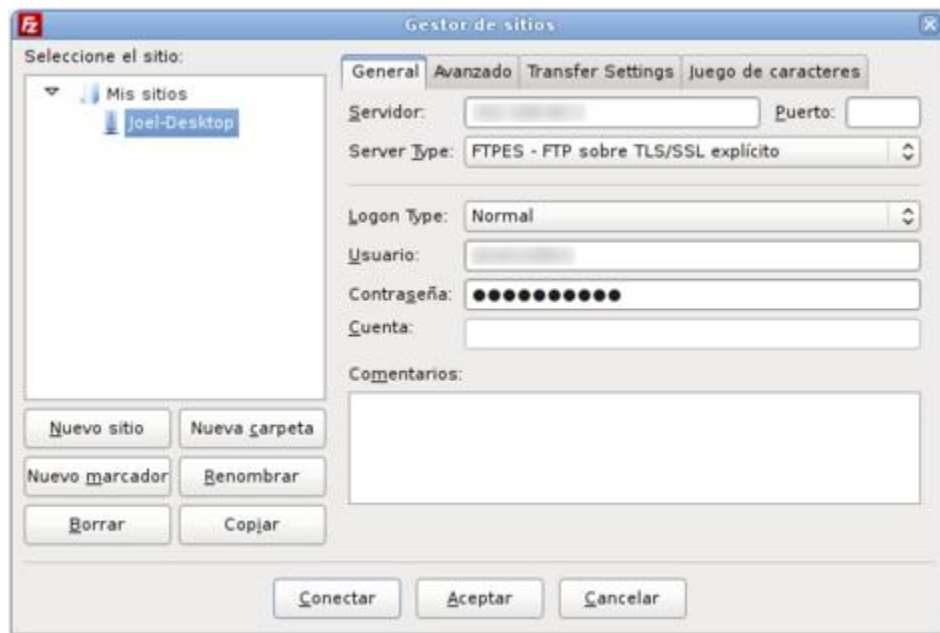 Fz Gestor de sitios
Seleccione el sitio:
Mis sitios
Joel-Desktop
Nuevo sitio Nueva carpeta
Nuevo marcador Renombrar
Borrar Copiar
General Avanzado Transfer Settings Juego de caracteres
Servidor: Puerto:
Server Type: FTPES - FTP sobre TLS/SSL explícito
Logon Type: Normal
Usuario:
Contraseña: ●●●●●●●●●●
Cuenta:
Comentarios:
Conectar Aceptar Cancelar